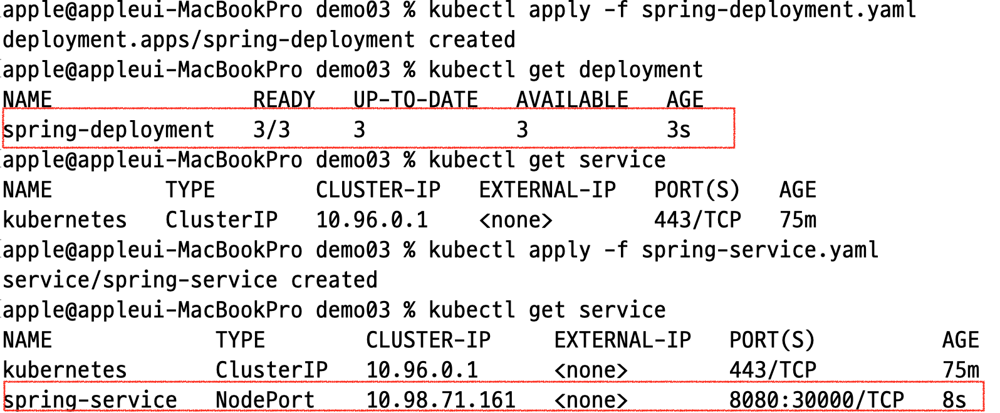 apple@appleui-MacBookPro demo03 % kubectl apply -f spring-deployment.yaml
deployment.apps/spring-deployment created
apple@appleui-MacBookPro demo03 % kubectl get deployment
NAME READY UP-TO-DATE AVAILABLE AGE
spring-deployment 3/3 3 3 3s
apple@appleui-MacBookPro demo03 % kubectl get service
NAME TYPE CLUSTER-IP EXTERNAL-IP PORT(S) AGE
kubernetes ClusterIP 10.96.0.1 <none> 443/TCP 75m
apple@appleui-MacBookPro demo03 % kubectl apply -f spring-service.yaml
service/spring-service created
apple@appleui-MacBookPro demo03 % kubectl get service
NAME TYPE CLUSTER-IP EXTERNAL-IP PORT(S) AGE
kubernetes ClusterIP 10.96.0.1 <none> 443/TCP 75m
spring-service NodePort 10.98.71.161 <none> 8080:30000/TCP 8s